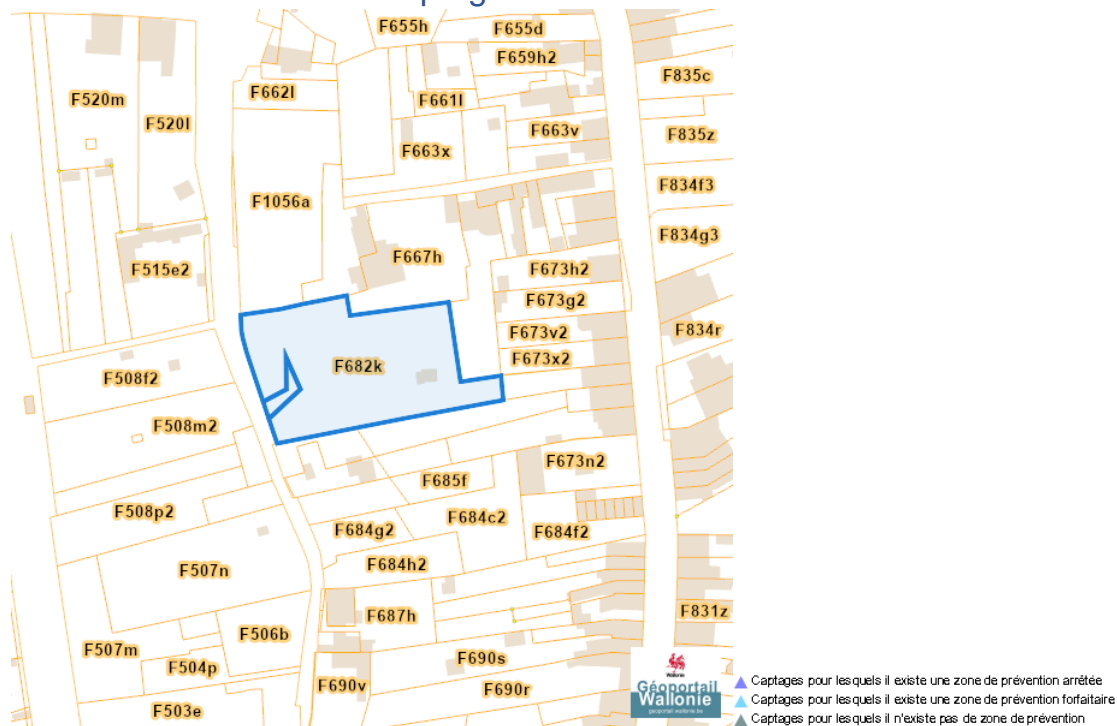 F655h
F655d
F659h2
F835c
F520m
F662l
F661l
F520l
F663v
F835z
F663x
F834f3
F1056a
F834g3
F667h
F515e2
F673h2
F673g2
F673v2
F834r
F673x2
F682k
F508f2
F508m2
F673n2
F685f
F508p2
F684c2
F684g2
F684f2
F684h2
F507n
F687h
F831z
F506b
F507m
F504p
F690s
F690v
F690r
F503e
Wallonie
Géoportail
Wallonie
geoportail.wallonie.be
Captages pour lesquels il existe une zone de prévention arrêtée
Captages pour lesquels il existe une zone de prévention forfaitaire
Captages pour lesquels il n'existe pas de zone de prévention